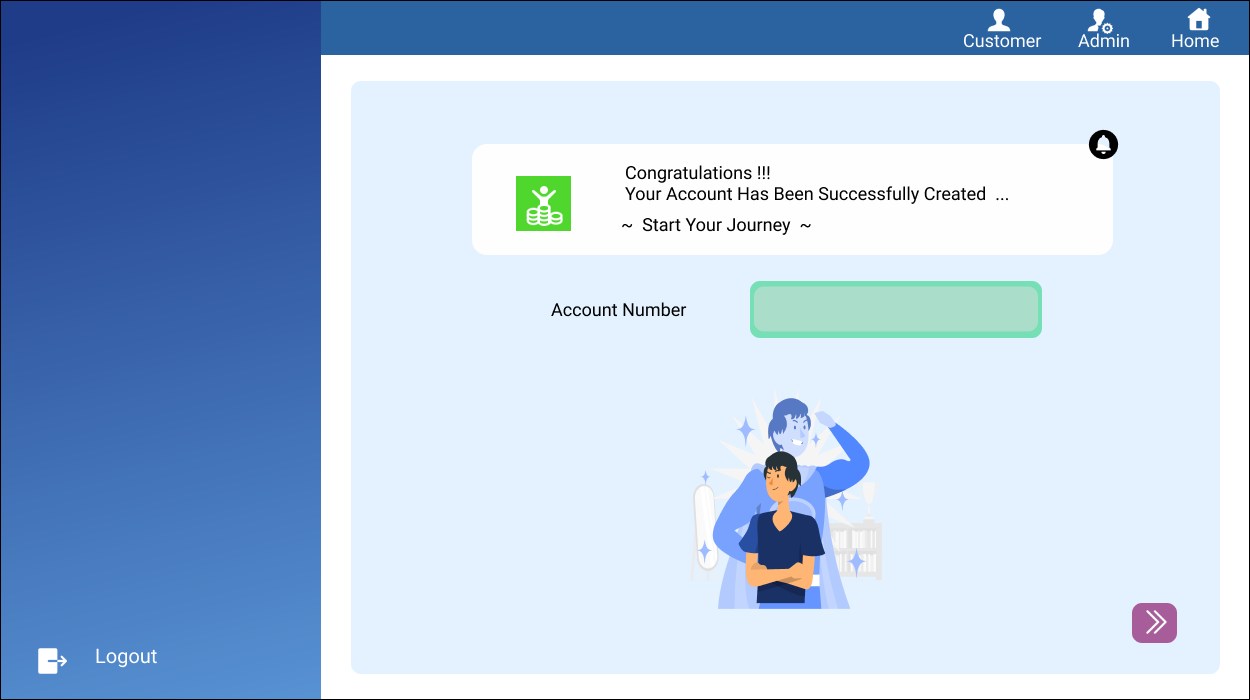 Customer
Admin
Home
Congratulations !!!
Your Account Has Been Successfully Created ...
~ Start Your Journey ~
Account Number
Logout